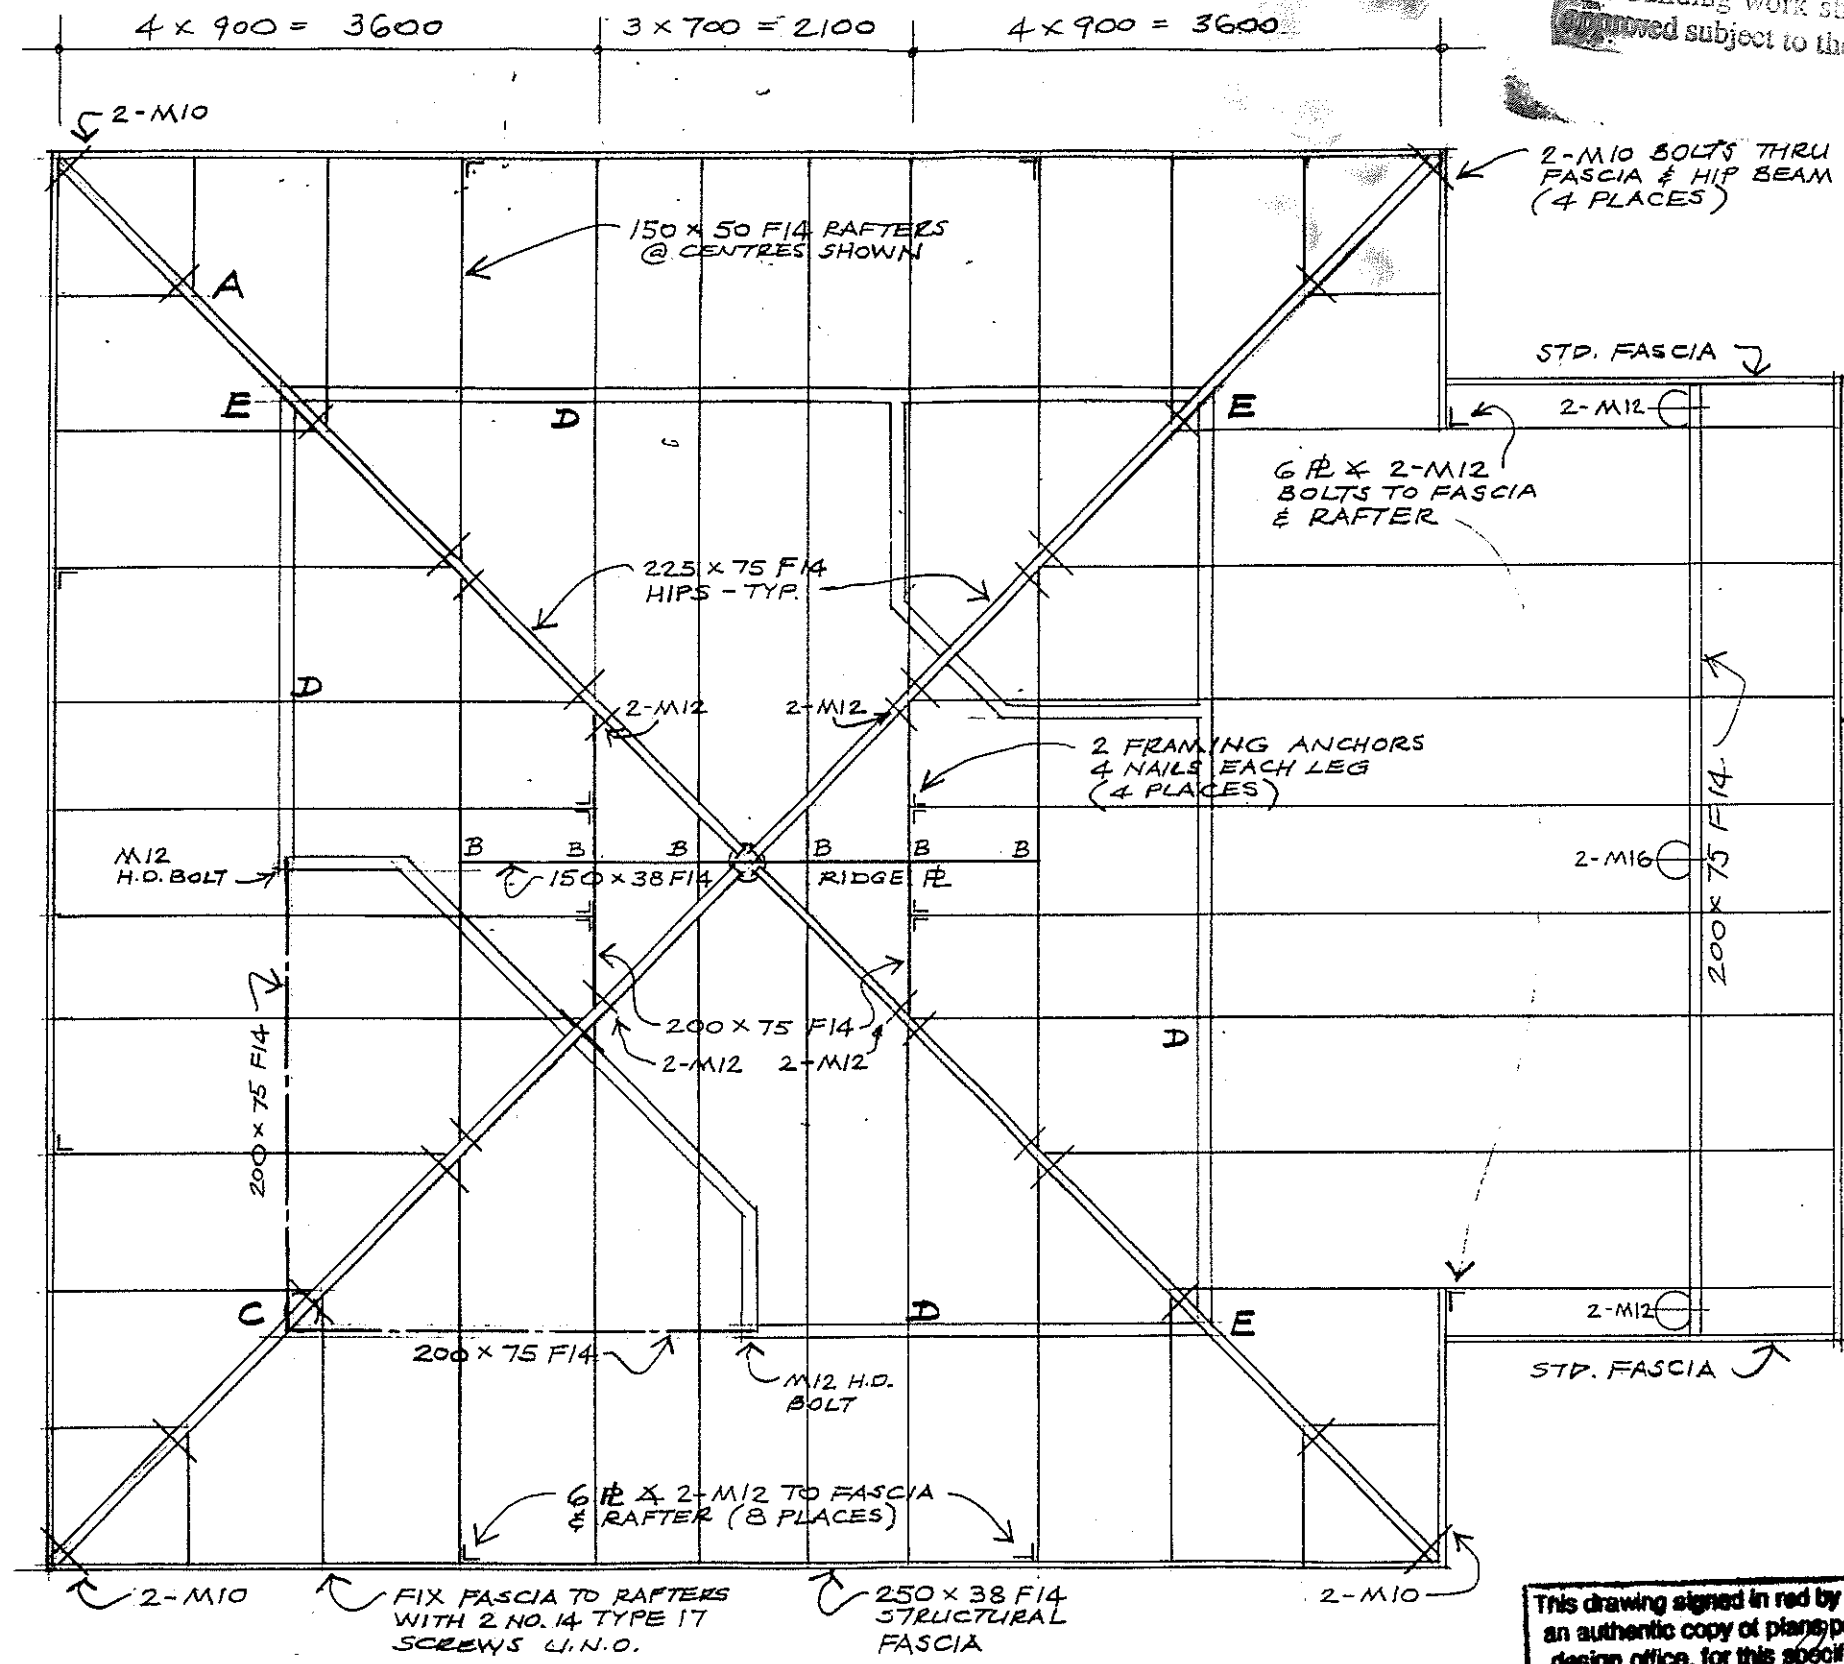 4 x 900 = 3600
3 x 700 = 2100
4 x 900 = 3600
work
approved subject to the
2-M10
2-M10 BOLTS THRU
FASCIA & HIP BEAM
(4 PLACES)
150 x 50 F14 RAFTERS
@ CENTRES SHOWN
A
STD. FASCIA
E
D
E
2-M12
6 PL & 2-M12
BOLTS TO FASCIA
& RAFTER
225 x 75 F14
HIPS - TYP.
D
2-M12
2-M12
2 FRAMING ANCHORS
4 NAILS EACH LEG
(4 PLACES)
200 x 75 F14
M12
H.D. BOLT
B
B
B
B
B
B
150 x 38 F14
RIDGE PL
2-M16
200 x 75 F14
200 x 75 F14
2-M12
2-M12
D
C
D
E
2-M12
200 x 75 F14
M12 H.D.
BOLT
STD. FASCIA
6 PL & 2-M12 TO FASCIA
& RAFTER (8 PLACES)
2-M10
FIX FASCIA TO RAFTERS
WITH 2 NO. 14 TYPE 17
SCREWS U.N.O.
250 x 38 F14
STRUCTURAL
FASCIA
2-M10
This drawing signed in red by
an authentic copy of plans
design office, for this